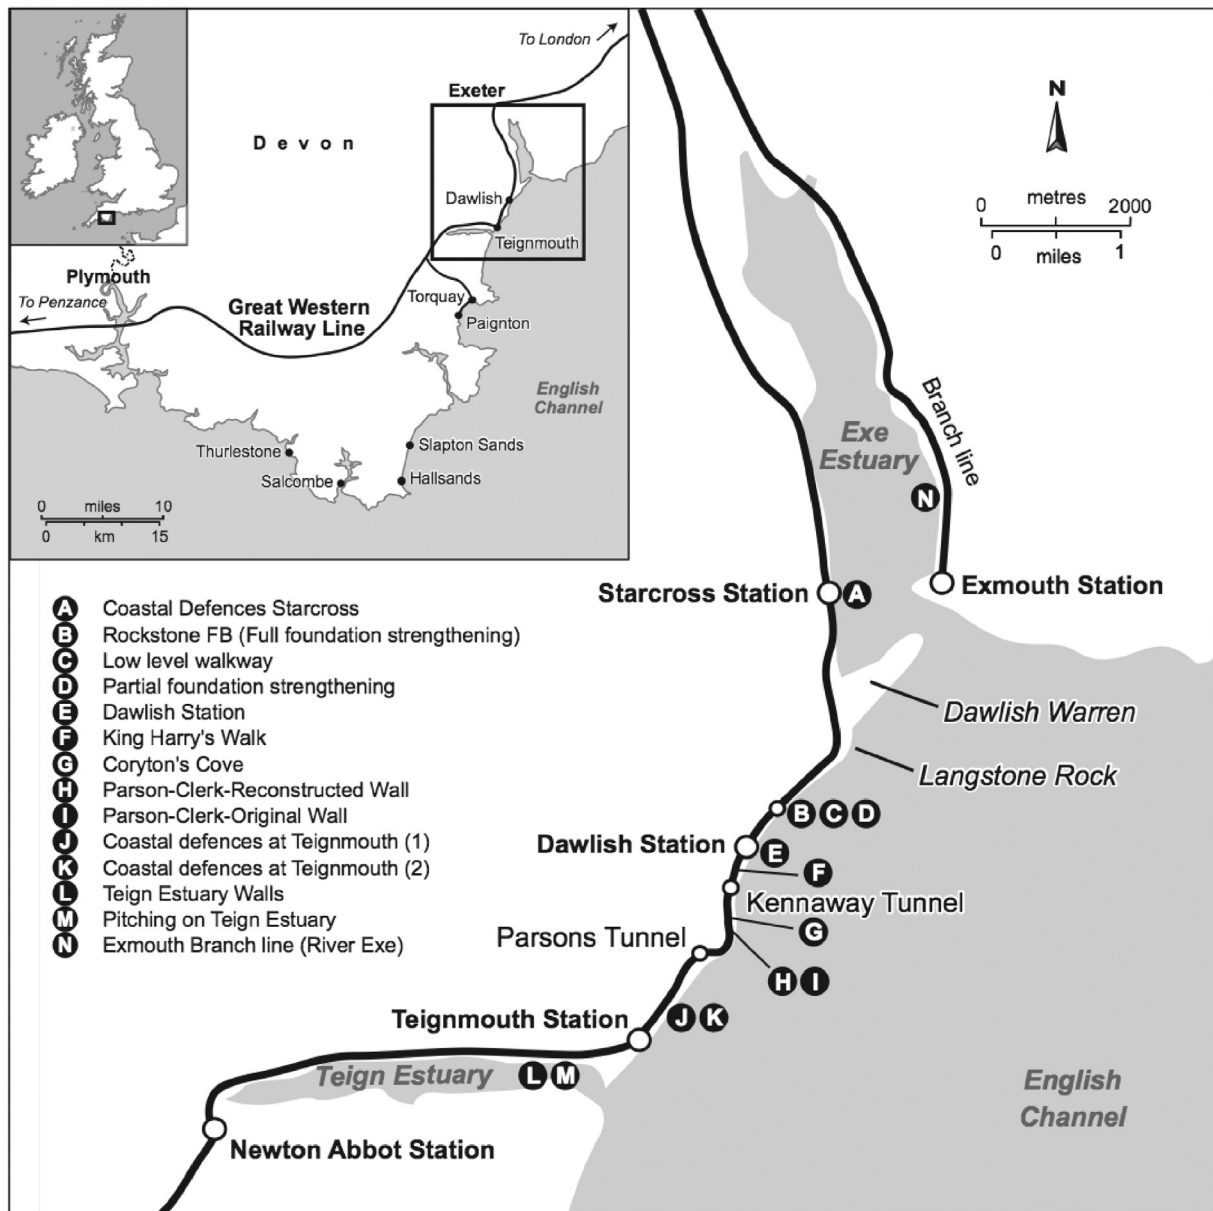 To London
Exeter
Devon
Dawlish
Teignmouth
Plymouth
To Penzance
Great Western
Railway Line
Torquay
Paignton
English
Channel
Thurlestone
Slapton Sands
Salcombe
Hallsands
0 miles 10
0 km 15
N
metres
0 2000
0 miles 1
Branch line
Exe
Estuary
N
Starcross Station A
Exmouth Station
Dawlish Warren
Langstone Rock
B C D
Dawlish Station E
F
Kennaway Tunnel
G
Parsons Tunnel
H I
Teignmouth Station J K
Teign Estuary L M
Newton Abbot Station
English
Channel
A Coastal Defences Starcross
B Rockstone FB (Full foundation strengthening)
C Low level walkway
D Partial foundation strengthening
E Dawlish Station
F King Harry's Walk
G Coryton's Cove
H Parson-Clerk-Reconstructed Wall
I Parson-Clerk-Original Wall
J Coastal defences at Teignmouth (1)
K Coastal defences at Teignmouth (2)
L Teign Estuary Walls
M Pitching on Teign Estuary
N Exmouth Branch line (River Exe)